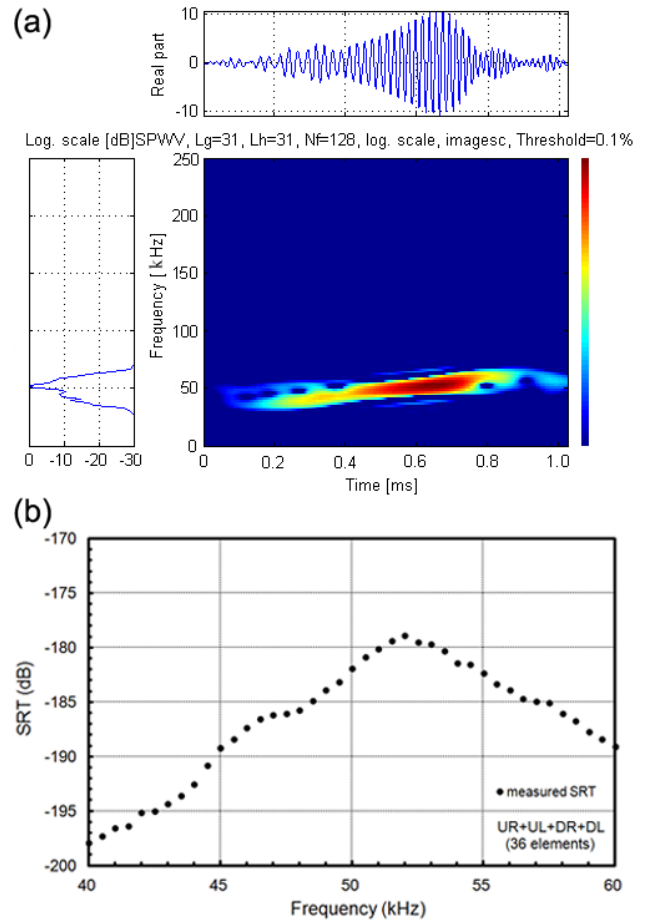 (a)
10
0
-10
Real part
Log. scale [dB]SPWV, Lg=31, Lh=31, Nf=128, log. scale, imagesc, Threshold=0.1%
250
200
150
100
50
0
Frequency [ kHz]
0 -10 -20 -30
0 0.2 0.4 0.6 0.8 1.0
Time [ms]
(b)
-170
-175
-180
-185
-190
-195
-200
SRT (dB)
measured SRT
UR+UL+DR+DL
(36 elements)
40 45 50 55 60
Frequency (kHz)